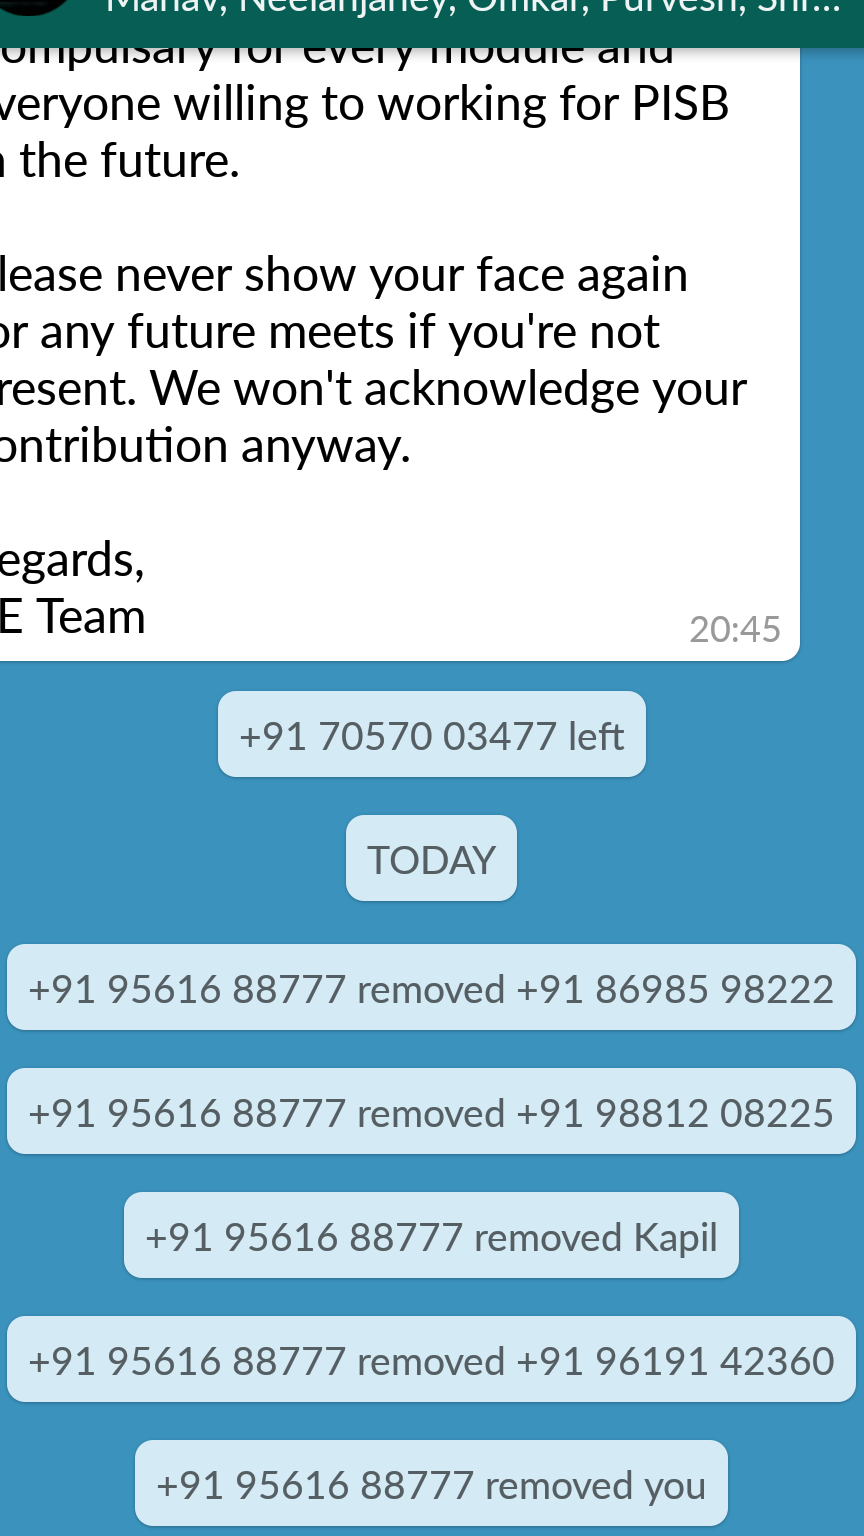 Manav, Neelanjaney, Omkar, Purvesh, Shr...
ompulsary for every module and
veryone willing to working for PISB
the future.
lease never show your face again
or any future meets if you're not
resent. We won't acknowledge your
ontribution anyway.
egards,
E Team
20:45
+91 70570 03477 left
TODAY
+91 95616 88777 removed +91 86985 98222
+91 95616 88777 removed +91 98812 08225
+91 95616 88777 removed Kapil
+91 95616 88777 removed +91 96191 42360
+91 95616 88777 removed you